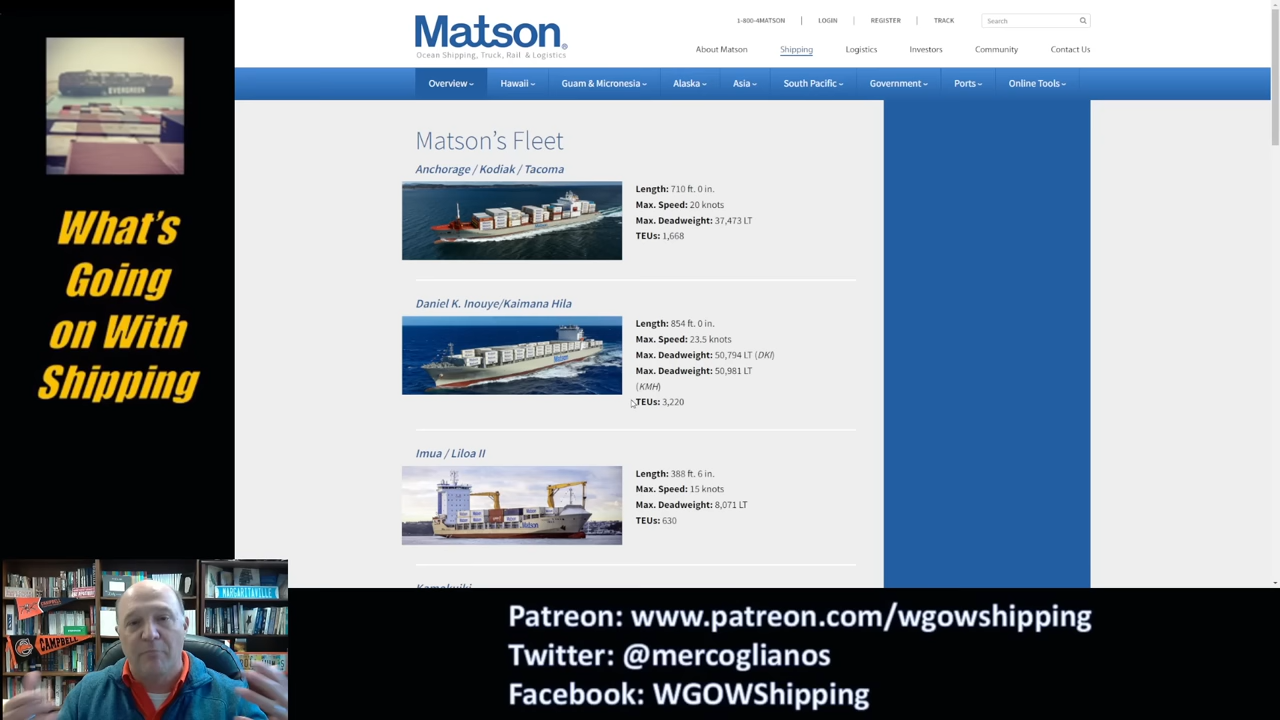 EVERGREEN
What's
Going
on With
Shipping
Matson
Ocean Shipping, Truck, Rail & Logistics
1-800-4MATSON | LOGIN | REGISTER | TRACK
Search
About Matson Shipping Logistics Investors Community Contact Us
Overview Hawaii Guam & Micronesia Alaska Asia South Pacific Government Ports Online Tools
Matson's Fleet
Anchorage / Kodiak / Tacoma
Length: 710 ft. 0 in.
Max. Speed: 20 knots
Max. Deadweight: 37,473 LT
TEUs: 1,668
Daniel K. Inouye/Kaimana Hila
Matson
Length: 854 ft. 0 in.
Max. Speed: 23.5 knots
Max. Deadweight: 50,794 LT (DKI)
Max. Deadweight: 50,981 LT
(KMH)
TEUs: 3,220
Imua / Liloa II
Matson
Length: 388 ft. 6 in.
Max. Speed: 15 knots
Max. Deadweight: 8,071 LT
TEUs: 630
MARGARITAVILLE
CAMPBELL
Patreon: www.patreon.com/wgowshipping
Twitter: @mercoglianos
Facebook: WGOWShipping